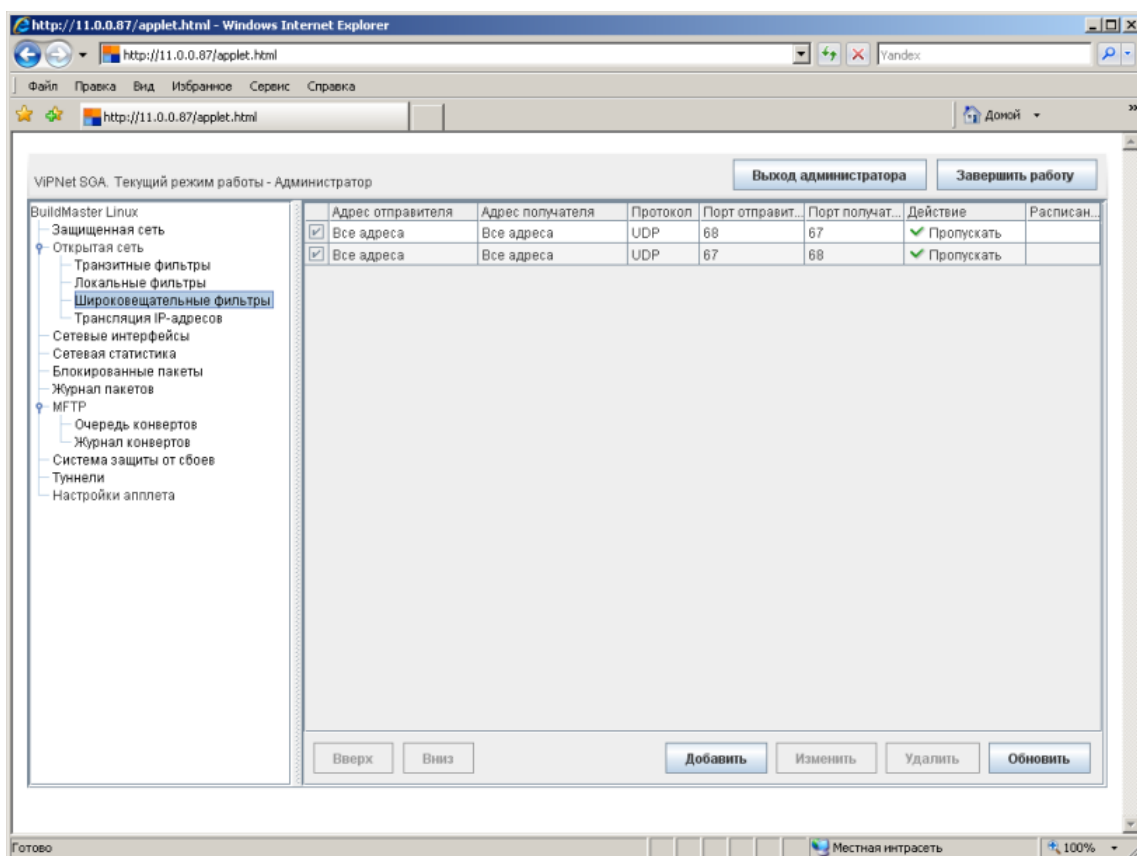 http://11.0.0.87/applet.html - Windows Internet Explorer
http://11.0.0.87/applet.html
Yandex
Файл Правка Вид Избранное Сервис Справка
http://11.0.0.87/applet.html
Домой
ViPNet SGA. Текущий режим работы - Администратор
Выход администратора
Завершить работу
BuildMaster Linux
Защищенная сеть
Открытая сеть
Транзитные фильтры
Локальные фильтры
Широковещательные фильтры
Трансляция IP-адресов
Сетевые интерфейсы
Сетевая статистика
Блокированные пакеты
Журнал пакетов
MFTP
Очередь конвертов
Журнал конвертов
Система защиты от сбоев
Туннели
Настройки апплета
Адрес отправителя Адрес получателя Протокол Порт отправит... Порт получат... Действие Расписан...
Все адреса Все адреса UDP 68 67 Пропускать
Все адреса Все адреса UDP 67 68 Пропускать
Вверх Вниз Добавить Изменить Удалить Обновить
Готово Местная интрасеть 100%